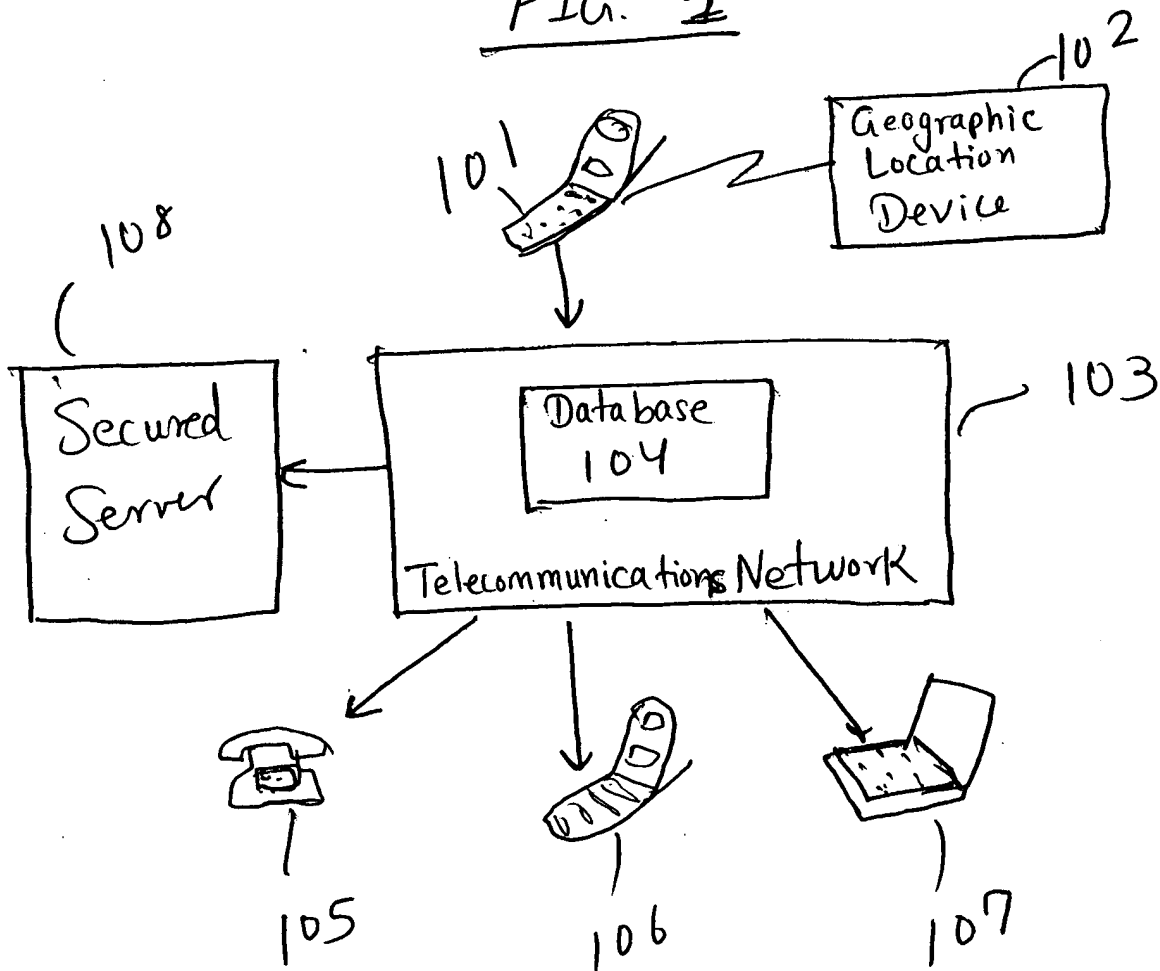 FIG. 1
102
Geographic
Location
Device
101
108
Secured
Server
103
Database
104
Telecommunications Network
105
106
107